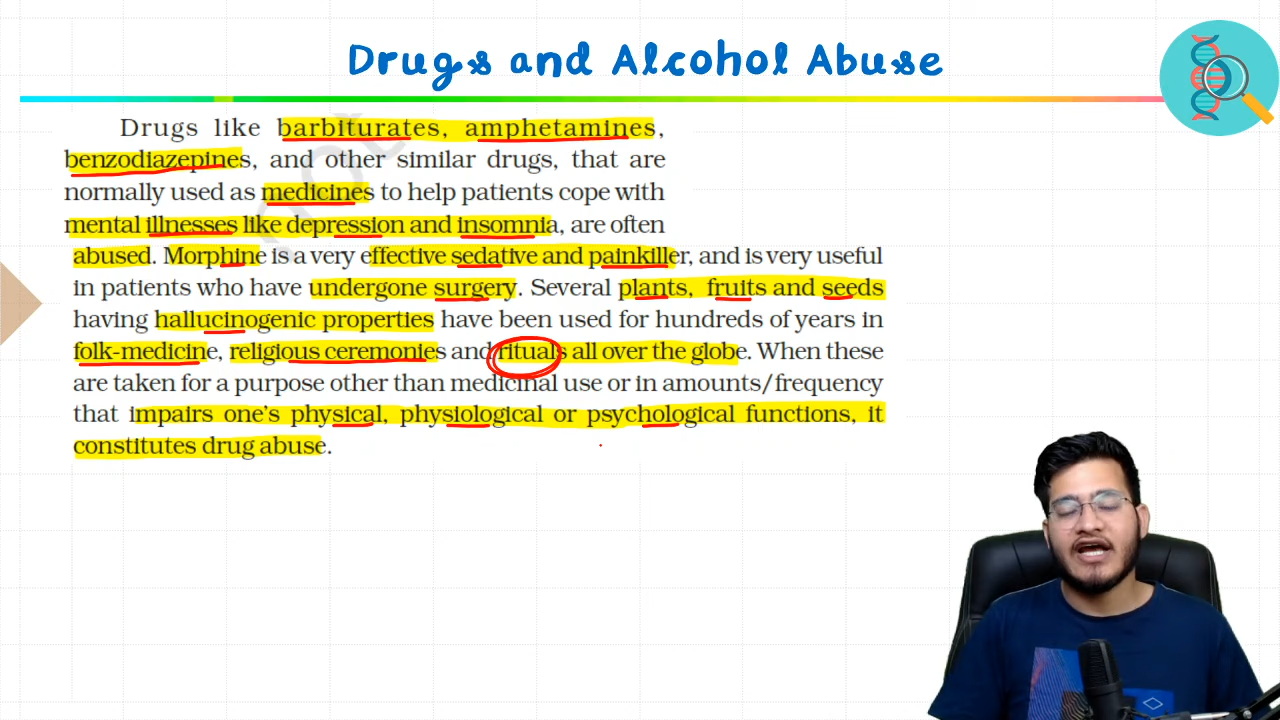 Drugs and Alcohol Abuse
Drugs like barbiturates, amphetamines,
benzodiazepines, and other similar drugs, that are
normally used as medicines to help patients cope with
mental illnesses like depression and insomnia, are often
abused. Morphine is a very effective sedative and painkiller, and is very useful
in patients who have undergone surgery. Several plants, fruits and seeds
having hallucinogenic properties have been used for hundreds of years in
folk-medicine, religious ceremonies and rituals all over the globe. When these
are taken for a purpose other than medicinal use or in amounts/frequency
that impairs one's physical, physiological or psychological functions, it
constitutes drug abuse.